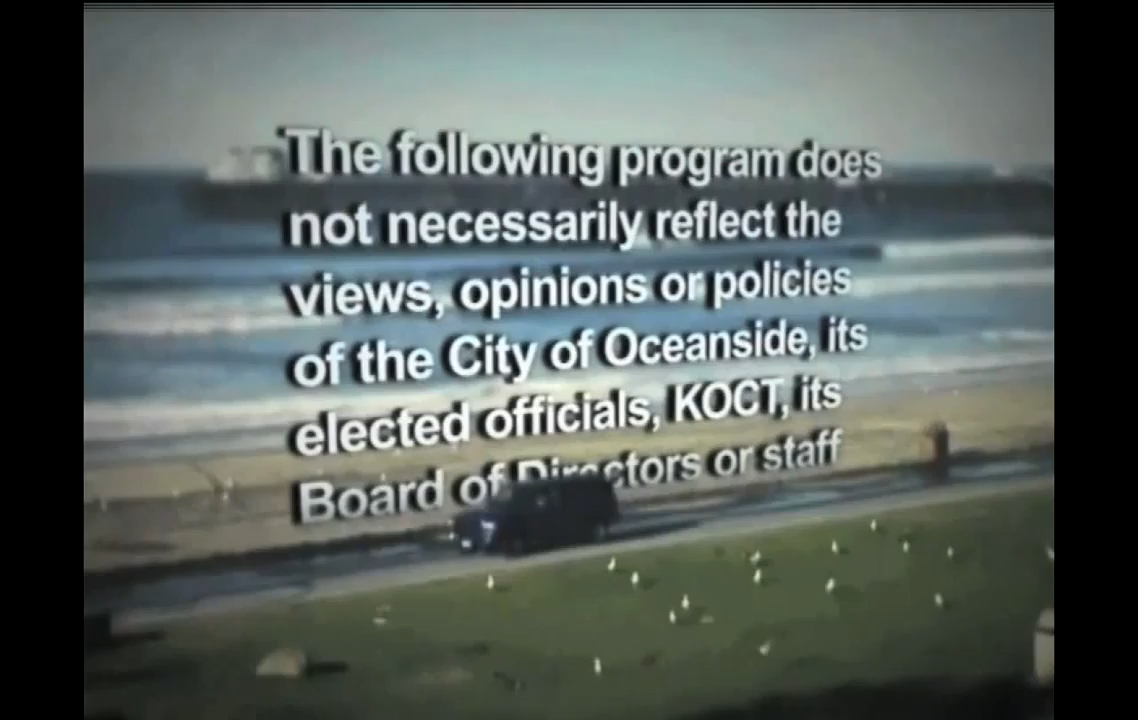 The following program does
not necessarily reflect the
views, opinions or policies
of the City of Oceanside, its
elected officials, KOCT, its
Board of Directors or staff